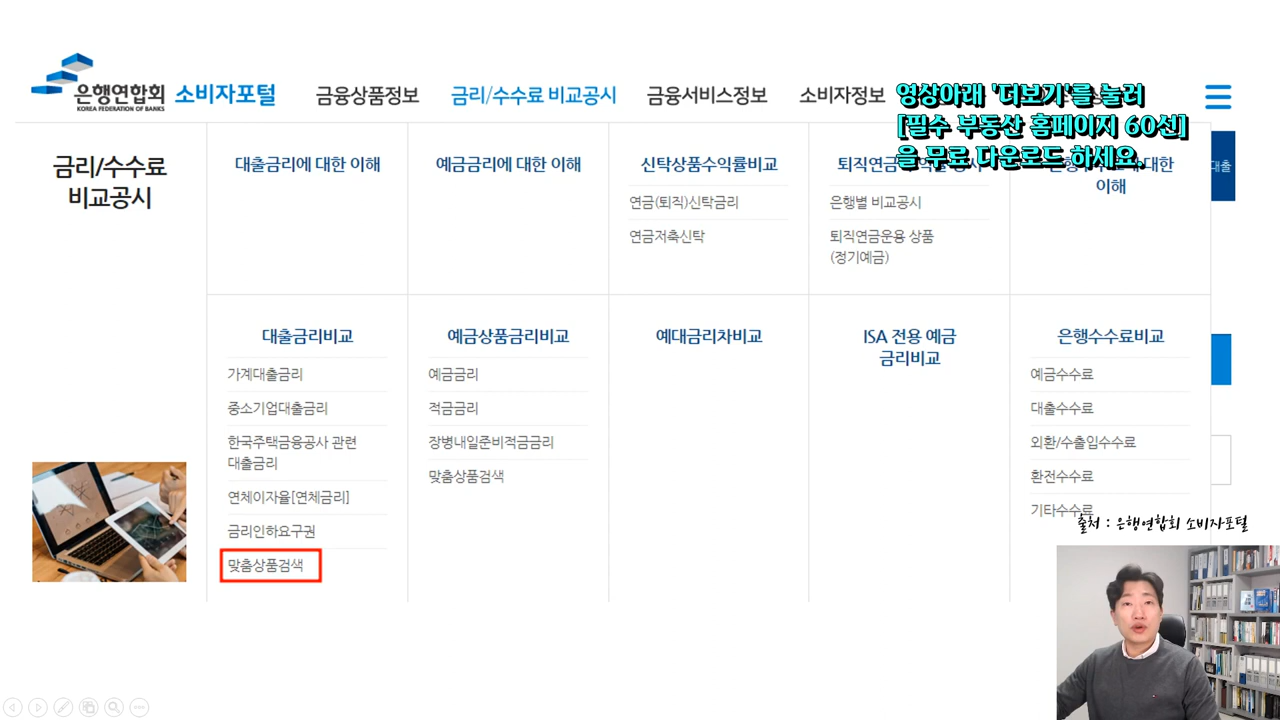 은행연합회 소비자포털
KOREA FEDERATION OF BANKS
금융상품정보
금리/수수료 비교공시
금융서비스정보
소비자정보
영상아래 '더보기'를 눌러
[필수 부동산 홈페이지 60선]
을 무료 다운로드 하세요.
금리/수수료
비교공시
대출금리에 대한 이해
예금금리에 대한 이해
신탁상품수익률비교
연금(퇴직)신탁금리
연금저축신탁
퇴직연금
은행별 비교공시
퇴직연금운용 상품
(정기예금)
대한
이해
대출
대출금리비교
가계대출금리
중소기업대출금리
한국주택금융공사 관련
대출금리
연체이자율[연체금리]
금리인하요구권
맞춤상품검색
예금상품금리비교
예금금리
적금금리
장병내일준비적금금리
맞춤상품검색
예대금리차비교
ISA 전용 예금
금리비교
은행수수료비교
예금수수료
대출수수료
외환/수출입수수료
환전수수료
기타수수료
출처 : 은행연합회 소비자포털